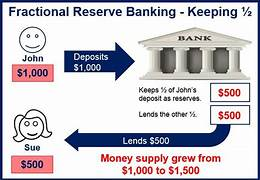 Fractional Reserve Banking - Keeping ½
John
$1,000
Deposits
$1,000
BANK
Keeps ½ of John's
deposit as reserves.
$500
Lends the other ½.
$500
Lends $500
Sue
$500
Money supply grew from
$1,000 to $1,500